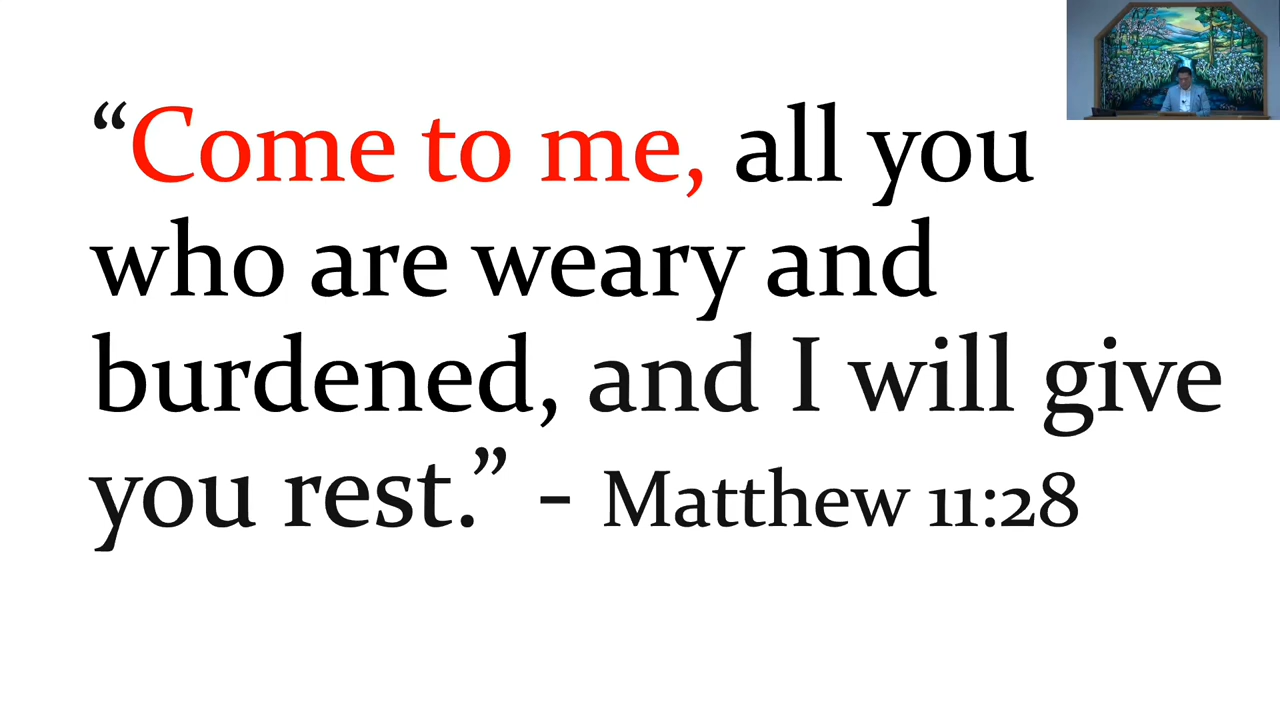 “Come to me, all you
who are weary and
burdened, and I will give
you rest.” - Matthew 11:28